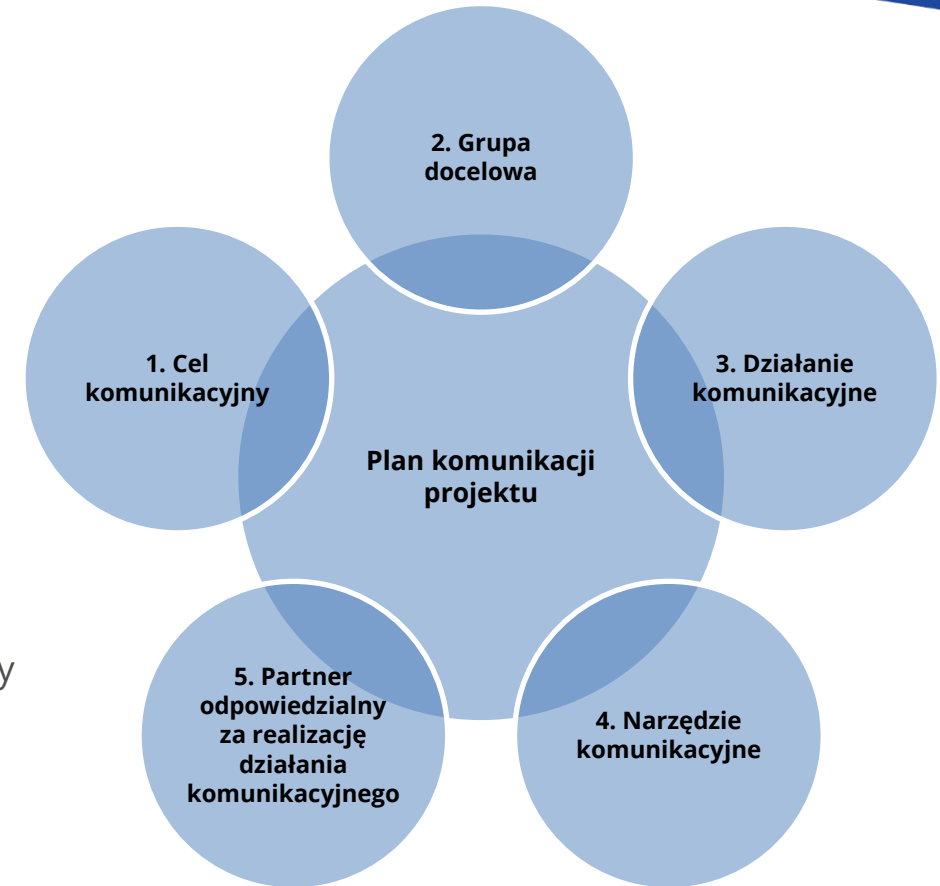 2. Grupa
docelowa
1. Cel
komunikacyjny
3. Działanie
komunikacyjne
Plan komunikacji
projektu
5. Partner
odpowiedzialny
za realizację
działania
komunikacyjnego
4. Narzędzie
komunikacyjne
y